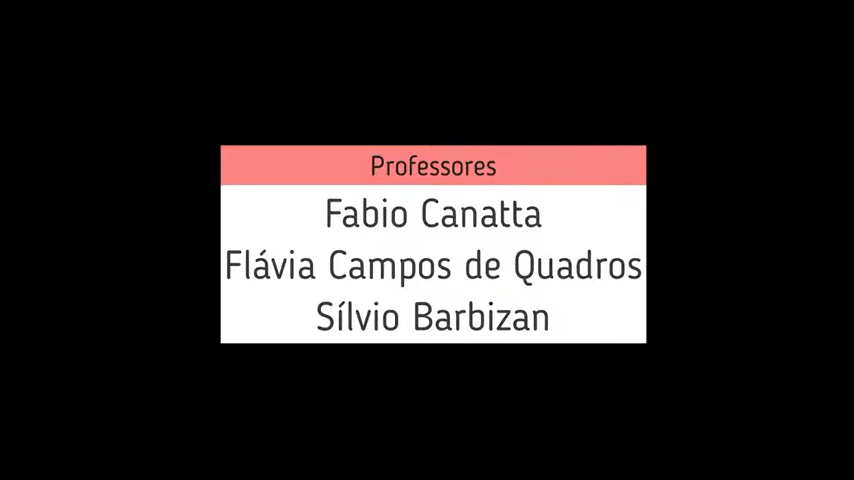 Professores
Fabio Canatta
Flávia Campos de Quadros
Sílvio Barbizan